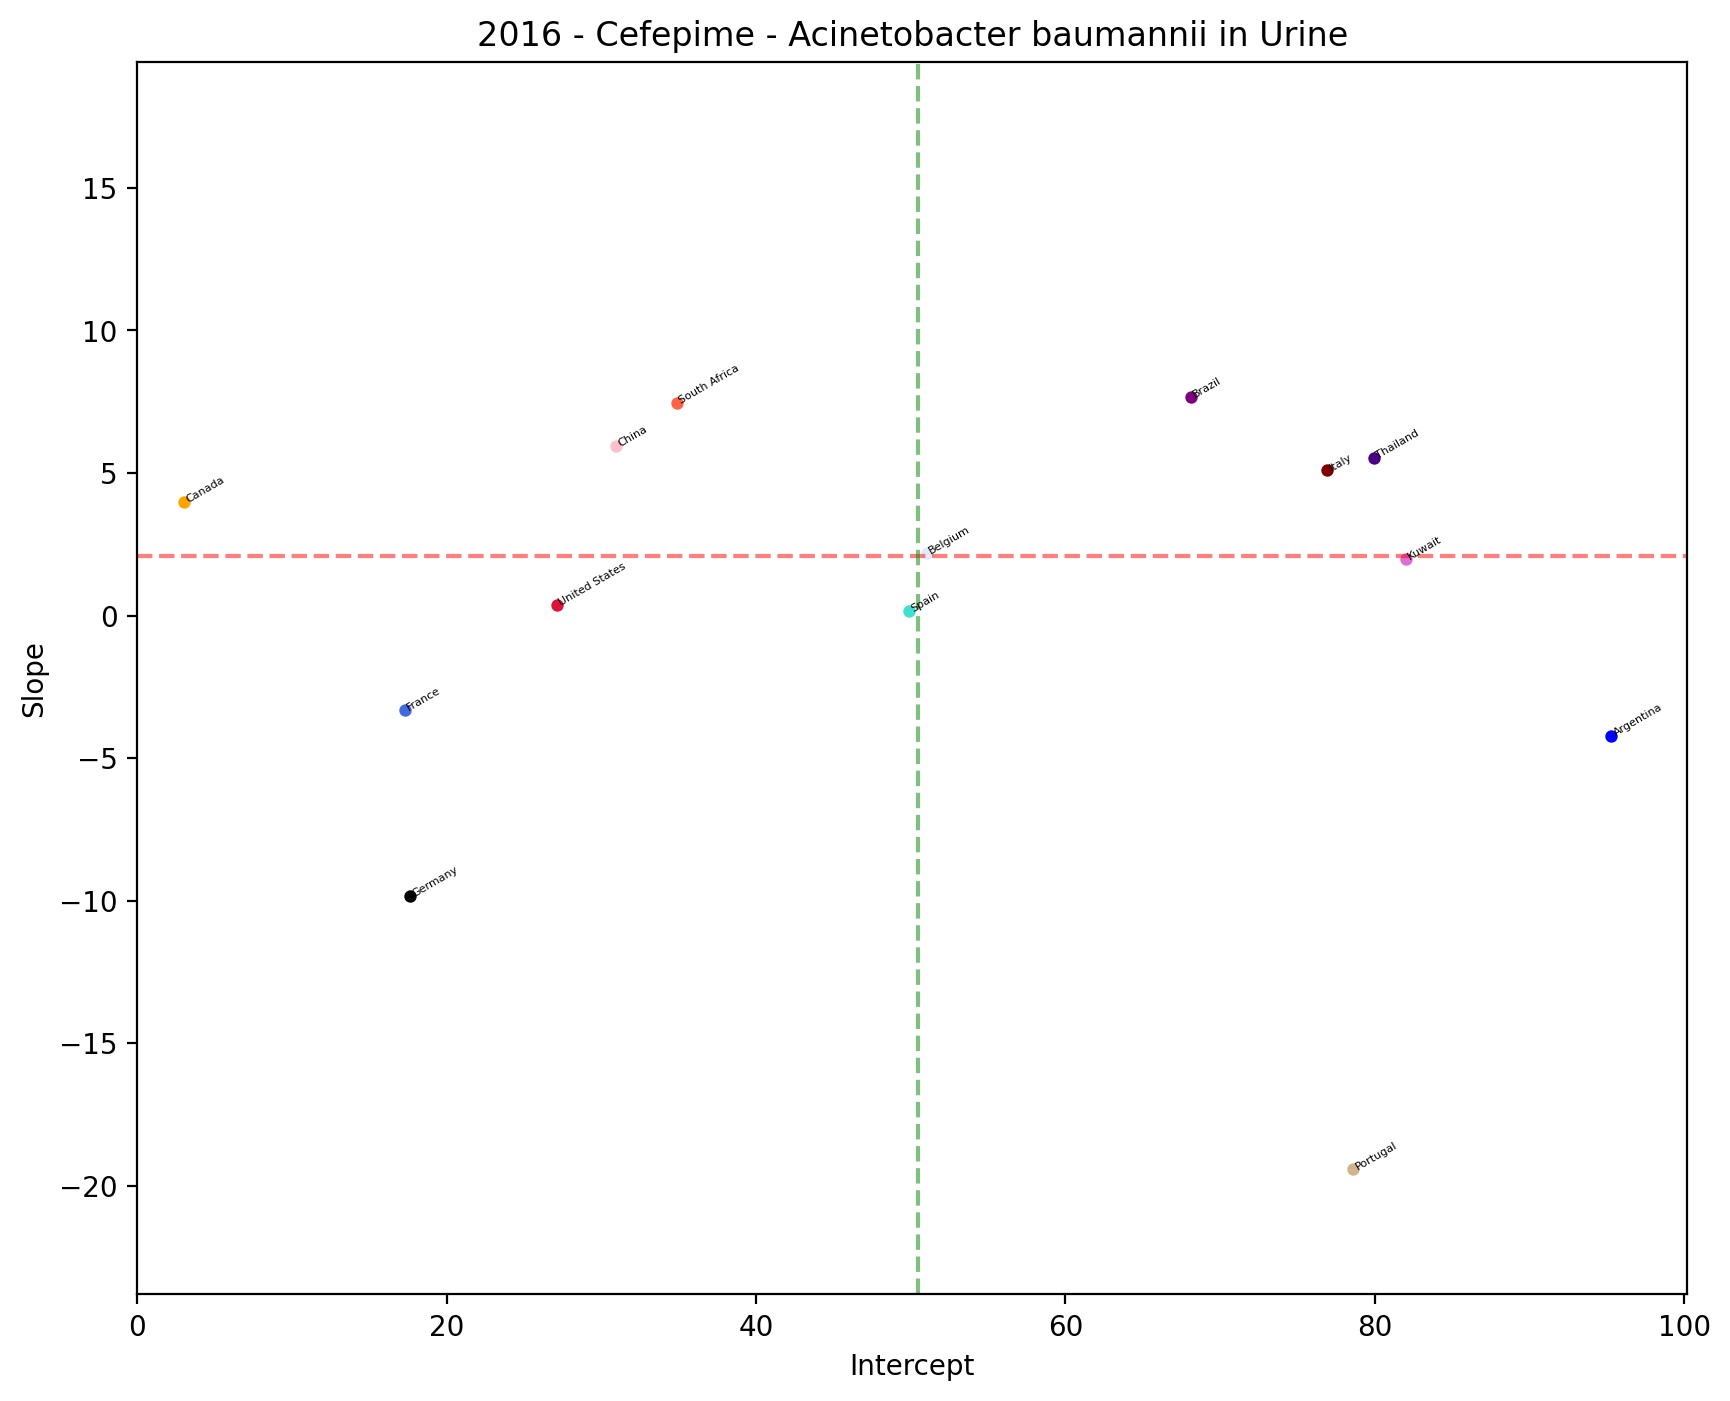 2016 - Cefepime - Acinetobacter baumannii in Urine
15
10
5
0
−5
−10
−15
−20
Slope
South Africa
Brazil
China
Thailand
Italy
Canada
Belgium
Kuwait
United States
Spain
France
Argentina
Germany
Portugal
0
20
40
60
80
100
Intercept